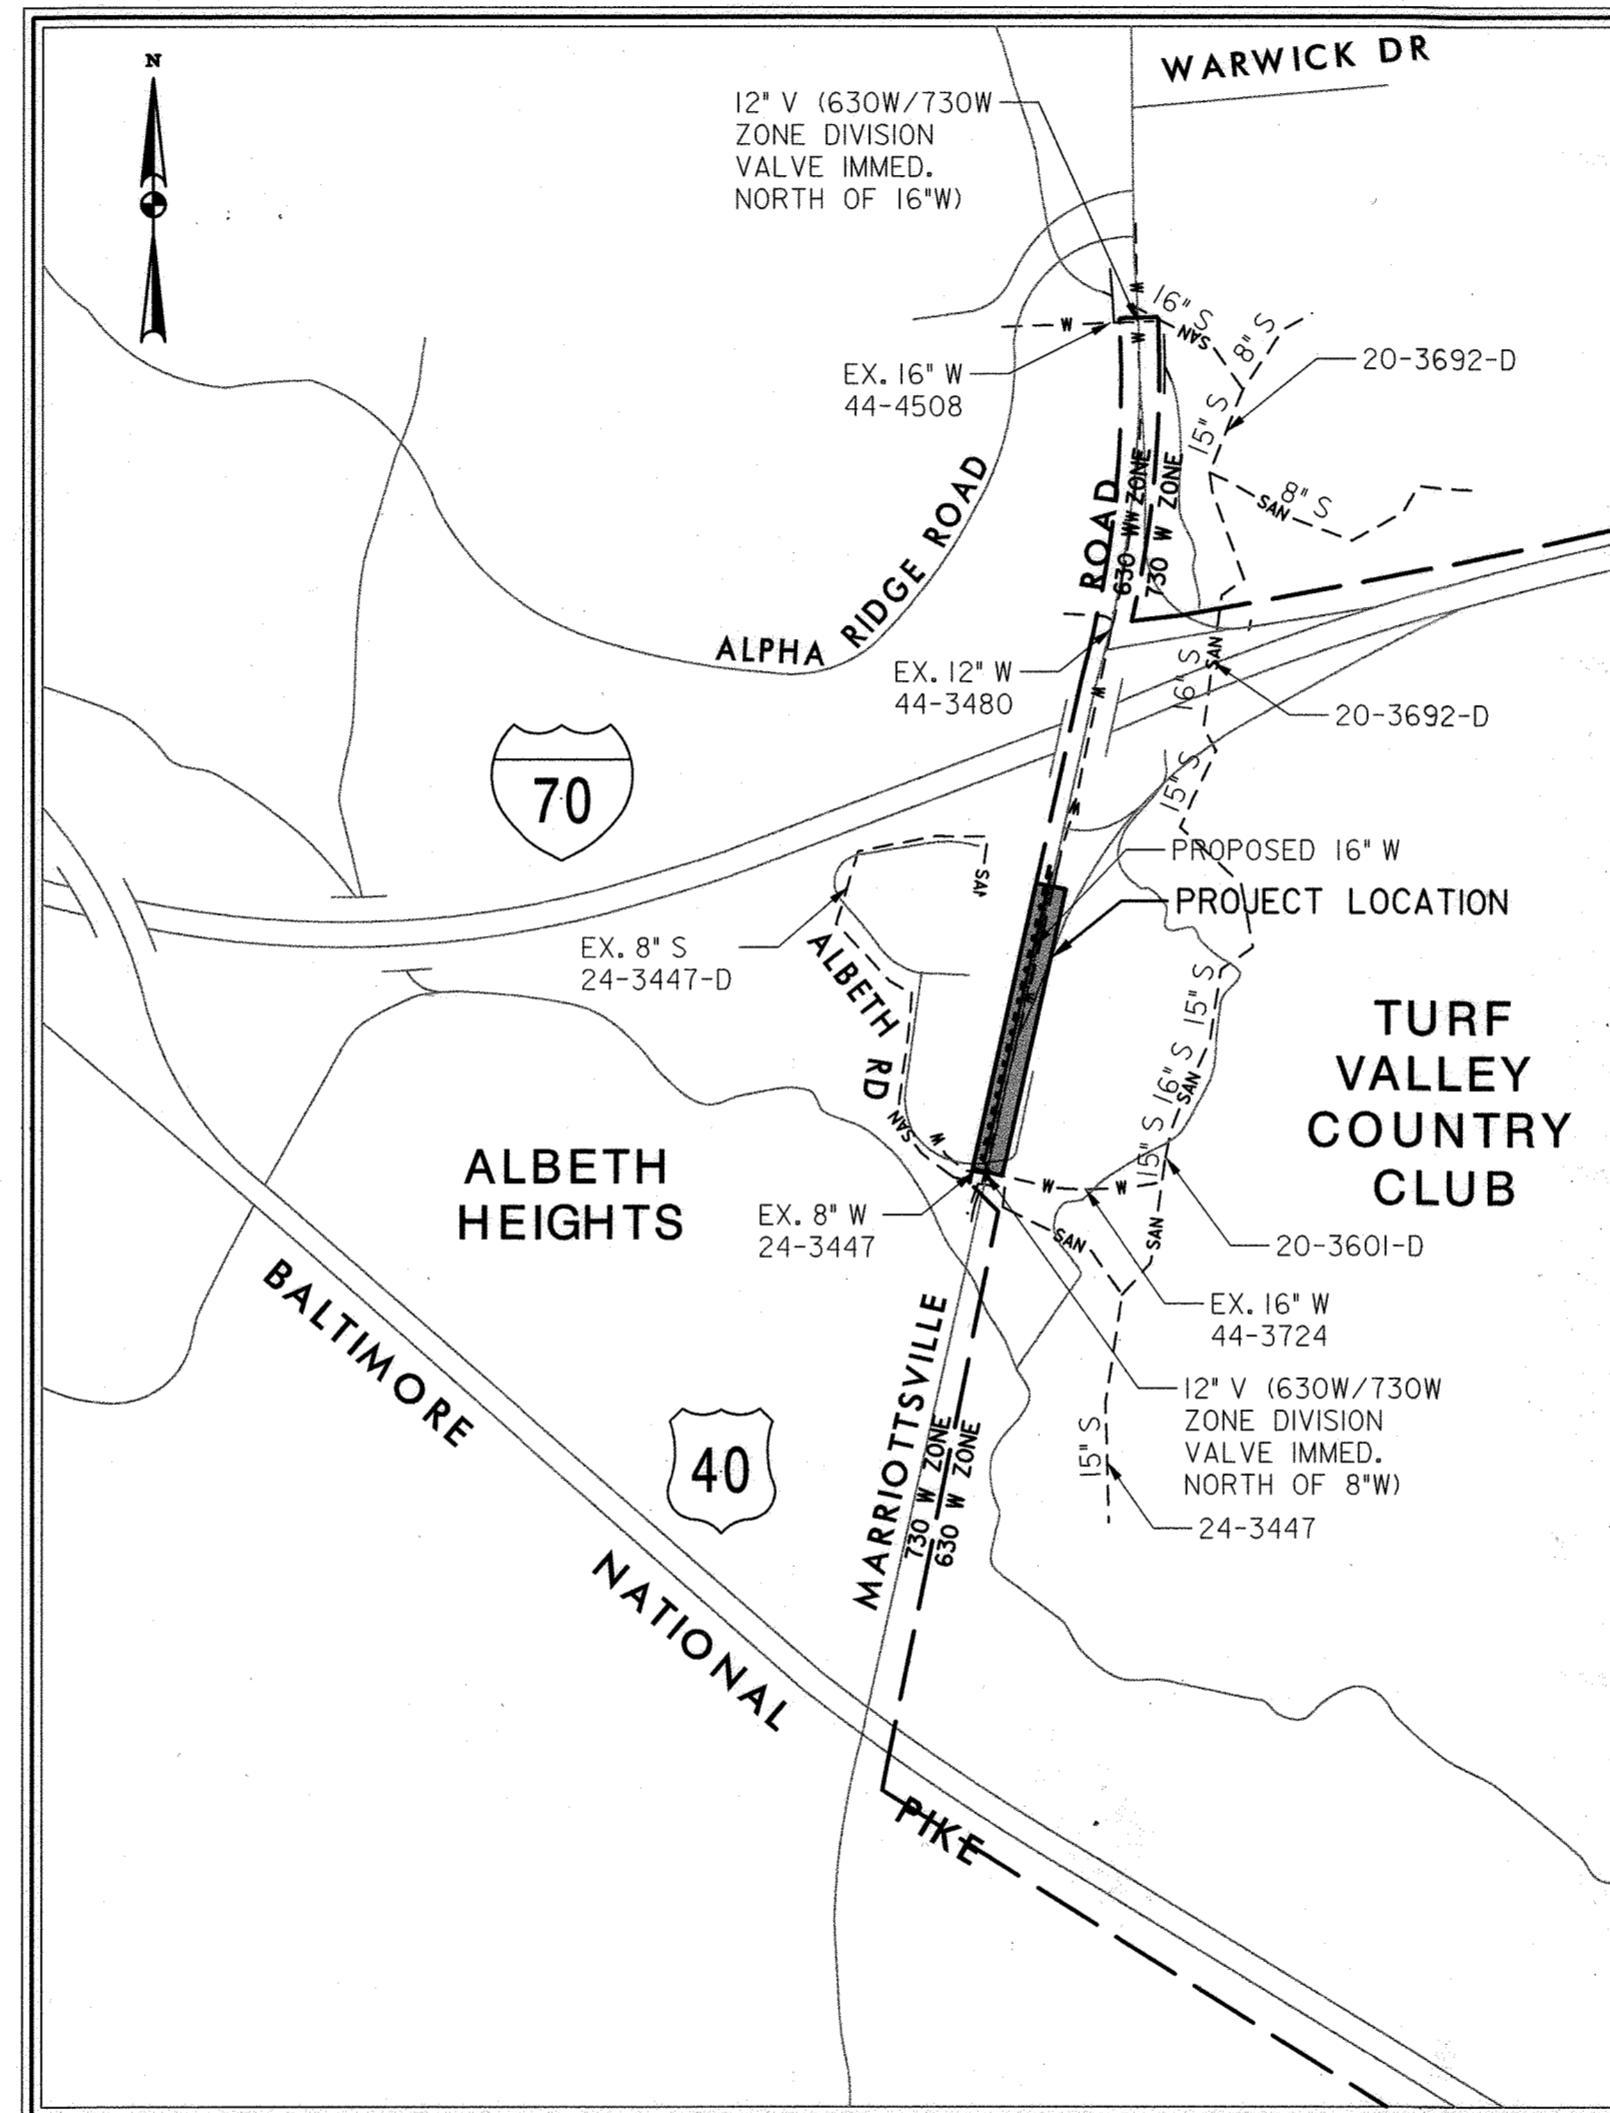 N
WARWICK DR
12" V (630W/730W
ZONE DIVISION
VALVE IMMED.
NORTH OF 16"W)
W
16" S
SAN
8" S
W
W
20-3692-D
EX. 16" W
44-4508
15" S
8" S
SAN
ALPHA RIDGE ROAD
ROAD
630 W ZONE
730 W ZONE
EX. 12" W
44-3480
16" S
SAN
20-3692-D
W
70
15" S
W
PROPOSED 16" W
SAN
PROJECT LOCATION
EX. 8" S
24-3447-D
ALBETH RD
15" S
TURF
VALLEY
COUNTRY
CLUB
16" S
SAN
15" S
SAN
W
ALBETH
HEIGHTS
W
W
EX. 8" W
24-3447
SAN
SAN
20-3601-D
EX. 16" W
44-3724
12" V (630W/730W
ZONE DIVISION
VALVE IMMED.
NORTH OF 8"W)
15" S
24-3447
MARRIOTTSVILLE
730 W ZONE
630 W ZONE
40
BALTIMORE
NATIONAL
PIKE